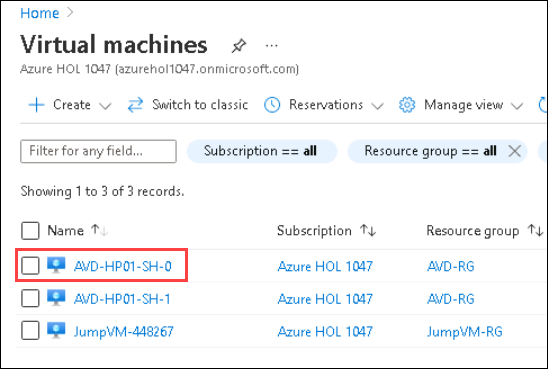 Home
Virtual machines
Azure HOL 1047 (azurehol1047.onmicrosoft.com)
Create Switch to classic Reservations Manage view
Filter for any field... Subscription == all Resource group == all
Showing 1 to 3 of 3 records.
Name Subscription Resource group
AVD-HP01-SH-0 Azure HOL 1047 AVD-RG
AVD-HP01-SH-1 Azure HOL 1047 AVD-RG
JumpVM-448267 Azure HOL 1047 JumpVM-RG